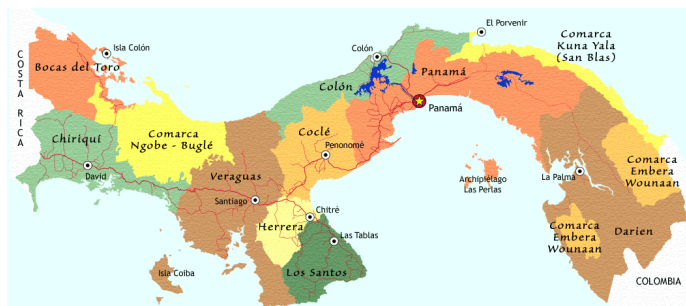 El Porvenir
Isla Colón
Colón
Comarca
Kuna Yala
(San Blas)
COSTA RICA
Bocas del Toro
Panamá
Colón
Panamá
Chiriquí
Comarca
Ngobe - Buglé
Coclé
Penonomé
David
Veraguas
Archipiélago
Las Perlas
La Palma
Comarca
Embera
Wounaan
Santiago
Chitré
Herrera
Las Tablas
Comarca
Embera
Wounaan
Darien
Isla Coiba
Los Santos
COLOMBIA